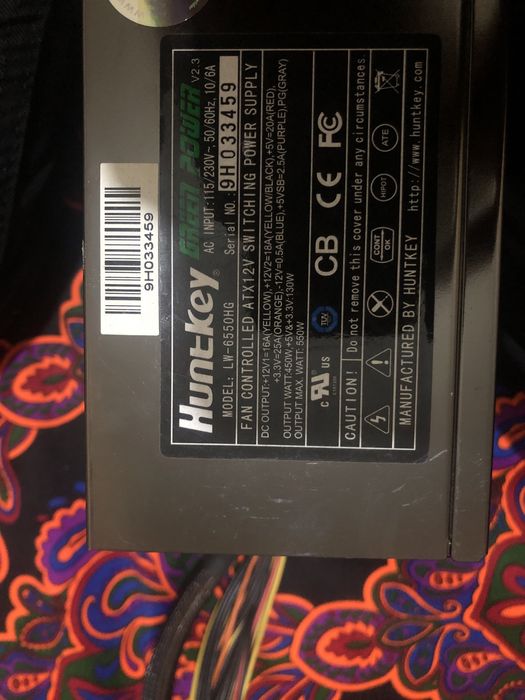 Huntkey GREEN POWER V2.3
AC INPUT:115/230V~ 50/60Hz, 10/6A
MODEL: LW-6550HG Serial NO.: 9H033459
FAN CONTROLLED ATX12V SWITCHING POWER SUPPLY
DC OUTPUT:+12V1=16A(YELLOW),+12V2=18A(YELLOW/BLACK),+5V=20A(RED),
+3.3V=25A(ORANGE),-12V=0.5A(BLUE),+5VSB=2.5A(PURPLE),PG(GRAY)
OUTPUT WATT:450W,+5V&+3.3V:130W
OUTPUT MAX. WATT: 550W
c RU US TUV CB CE FC
CAUTION! Do not remove this cover under any circumstances.
CONT OK HIPOT ATE
MANUFACTURED BY HUNTKEY http://www.huntkey.com
9H033459